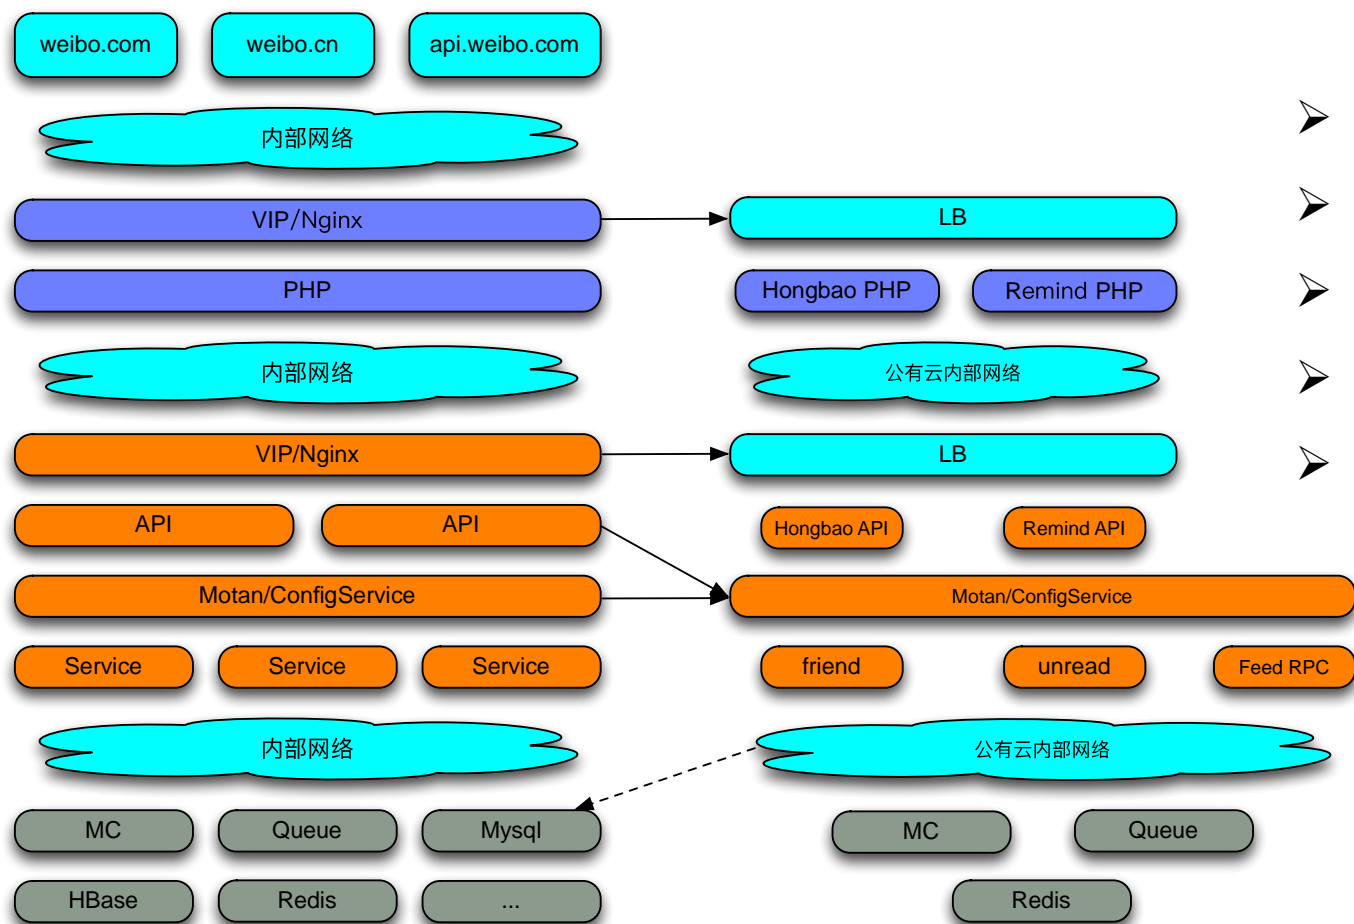 weibo.com
weibo.cn
api.weibo.com
内部网络
VIP/Nginx
LB
PHP
Hongbao PHP
Remind PHP
内部网络
公有云内部网络
VIP/Nginx
LB
API
API
Hongbao API
Remind API
Motan/ConfigService
Motan/ConfigService
Service
Service
Service
friend
unread
Feed RPC
内部网络
公有云内部网络
MC
Queue
Mysql
MC
Queue
HBase
Redis
...
Redis